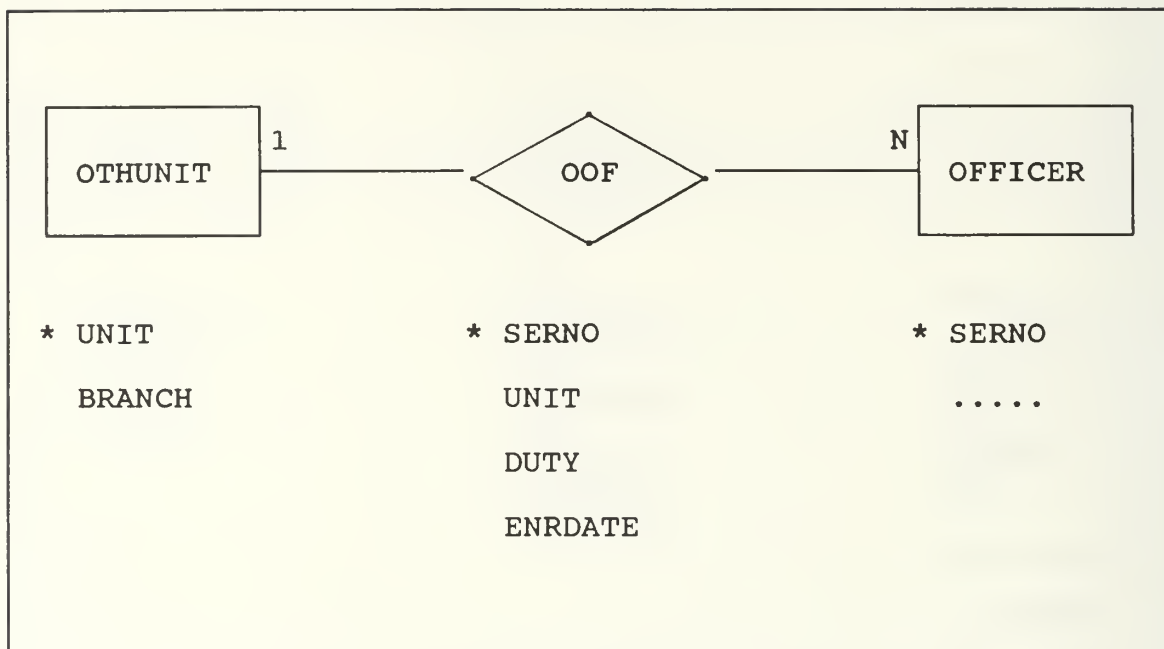 1 N
OTHUNIT OOF OFFICER
* UNIT * SERNO * SERNO
BRANCH UNIT .....
DUTY
ENRDATE